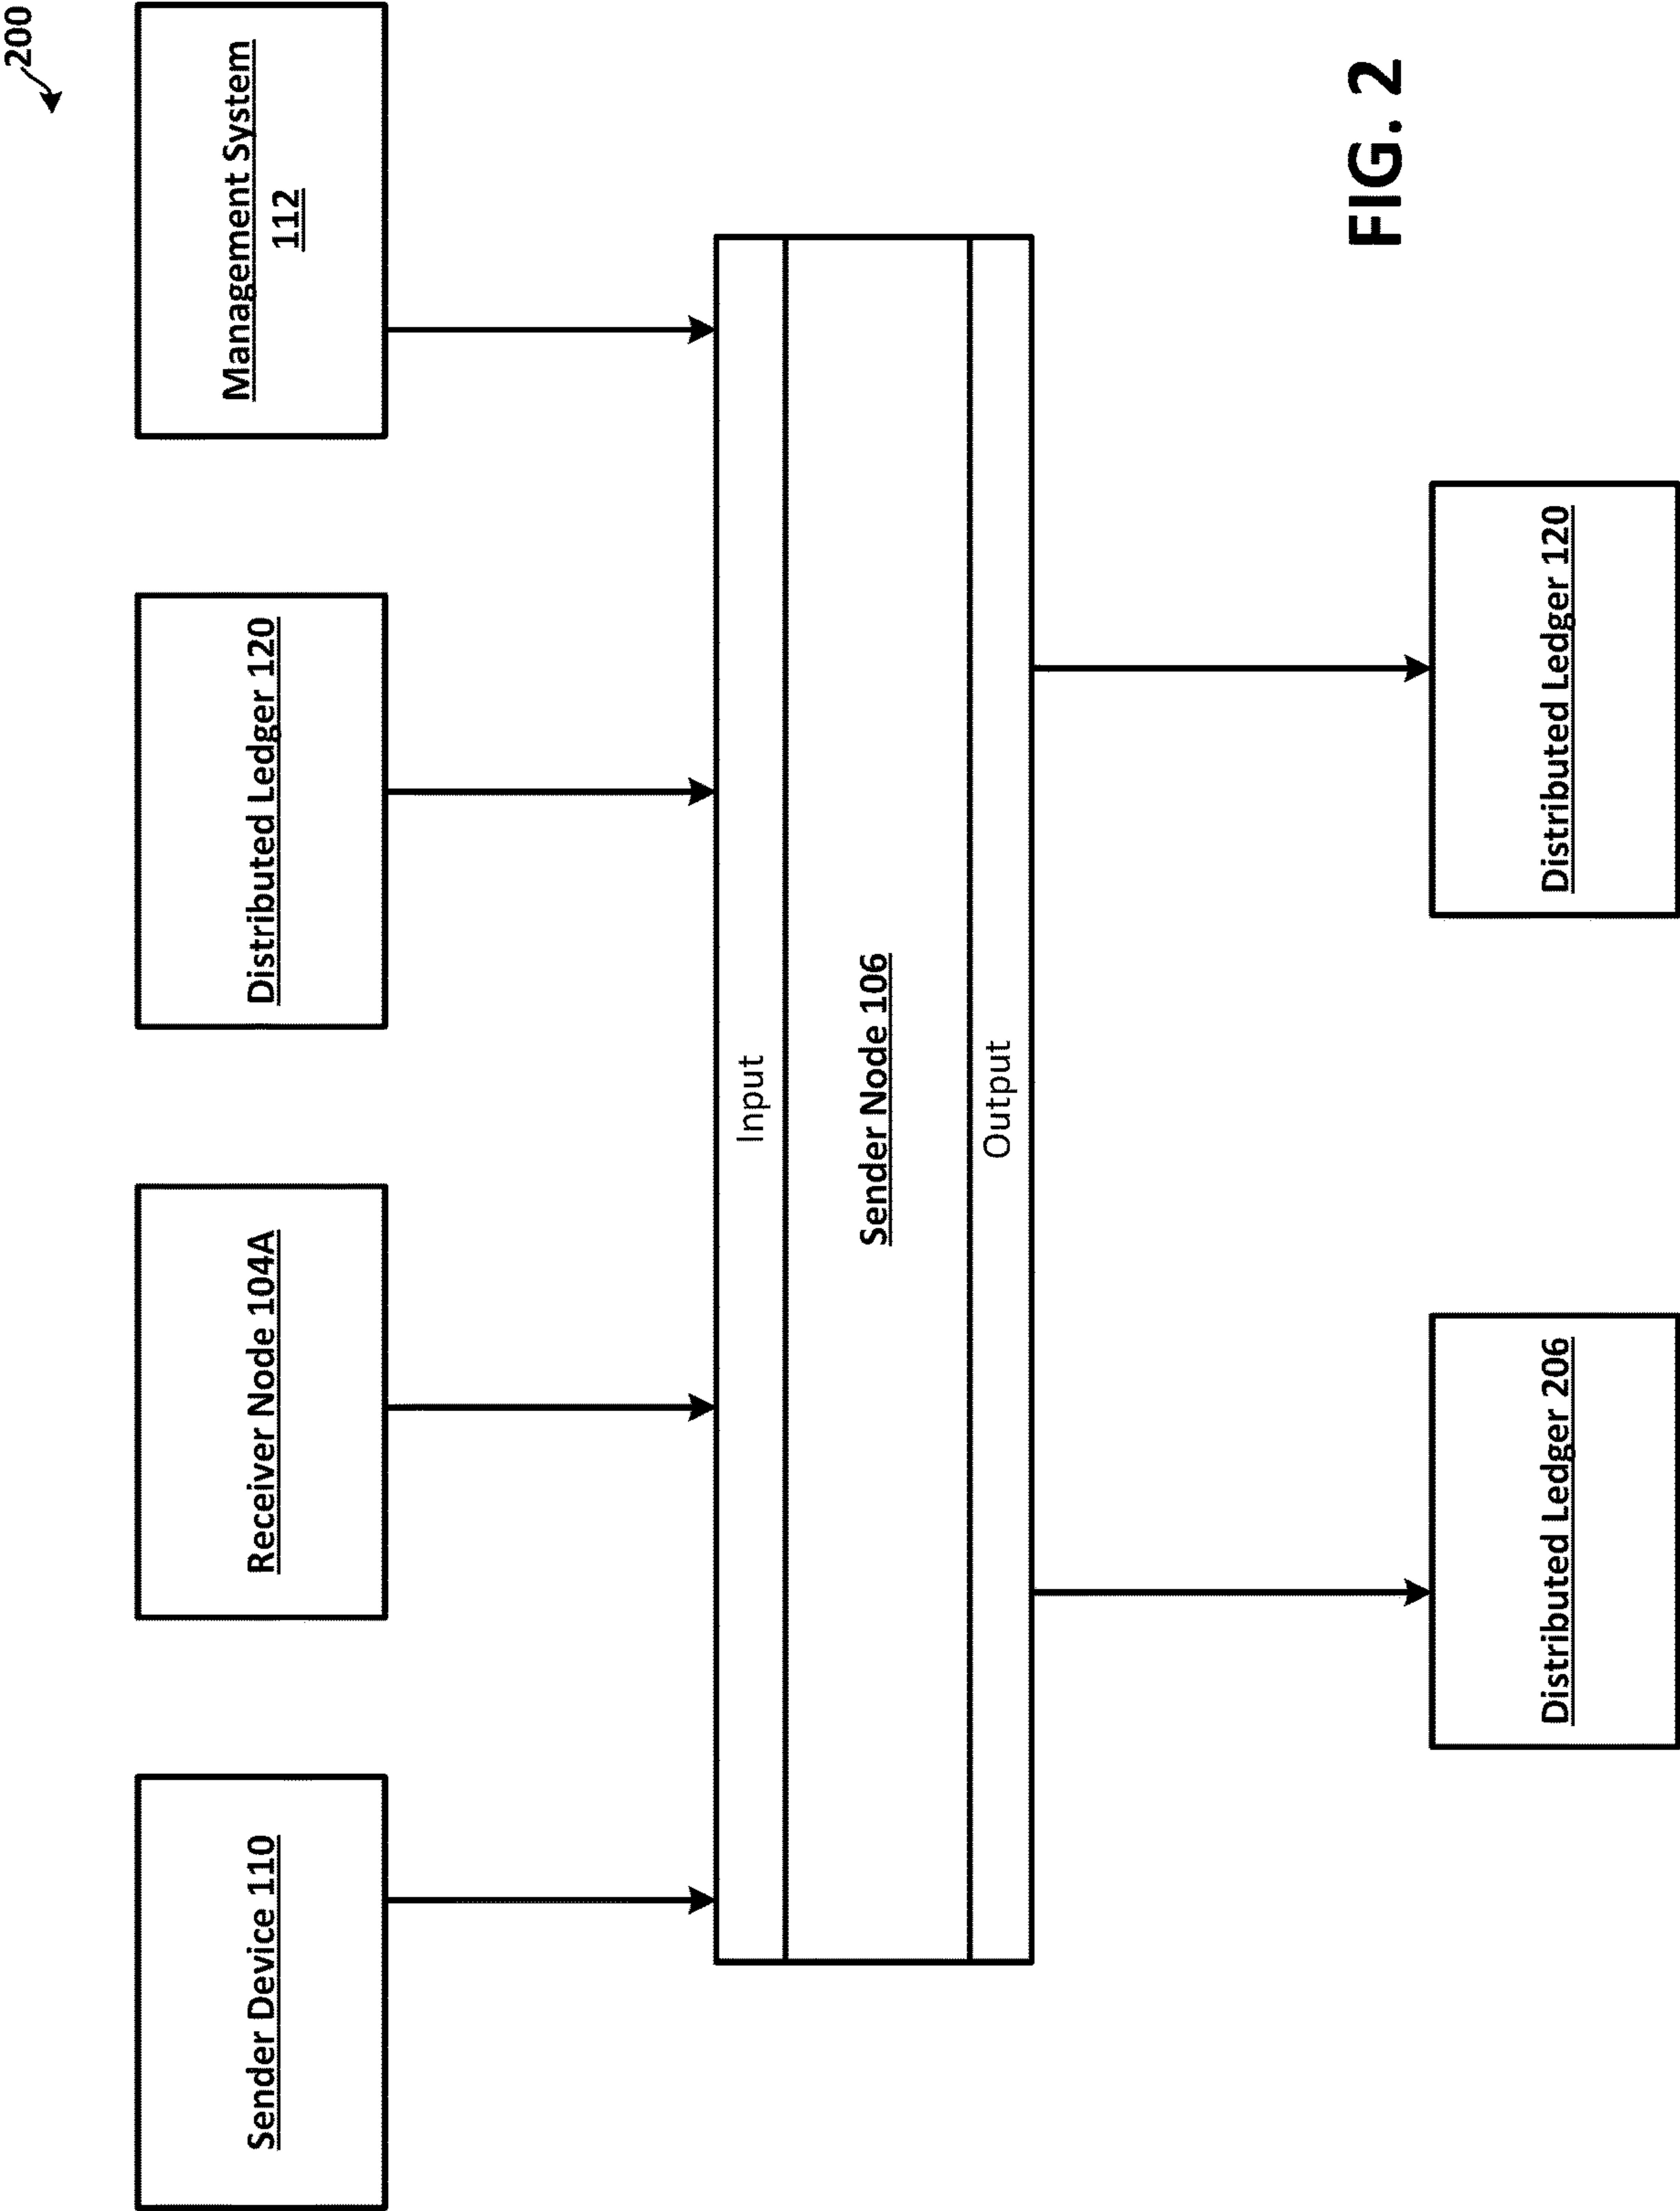 200
Sender Device 110
Receiver Node 104A
Distributed Ledger 120
Management System
112
Input
Sender Node 106
Output
Distributed Ledger 206
Distributed Ledger 120
FIG. 2